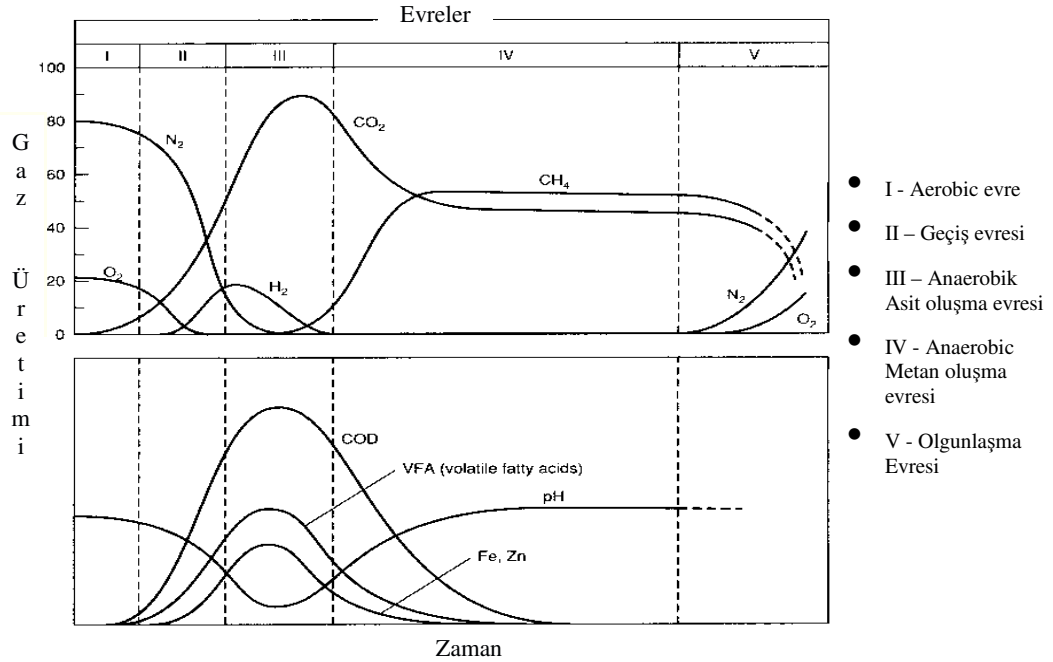 Evreler
I II III IV V
100
80
60
40
20
0
Gaz Üretimi
N2
O2
CO2
H2
CH4
N2
O2
COD
VFA (volatile fatty acids)
pH
Fe, Zn
Zaman
● I - Aerobic evre
● II – Geçiş evresi
● III – Anaerobik
Asit oluşma evresi
● IV - Anaerobic
Metan oluşma
evresi
● V - Olgunlaşma
Evresi